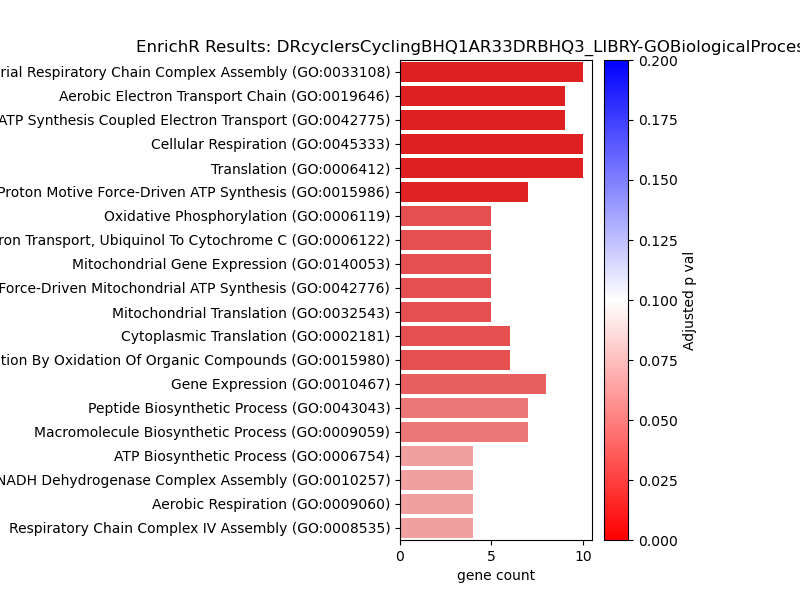 EnrichR Results: DRcyclersCyclingBHQ1AR33DRBHQ3_LIBRY-GOBiologicalProces
rial Respiratory Chain Complex Assembly (GO:0033108)
Aerobic Electron Transport Chain (GO:0019646)
ATP Synthesis Coupled Electron Transport (GO:0042775)
Cellular Respiration (GO:0045333)
Translation (GO:0006412)
Proton Motive Force-Driven ATP Synthesis (GO:0015986)
Oxidative Phosphorylation (GO:0006119)
ron Transport, Ubiquinol To Cytochrome C (GO:0006122)
Mitochondrial Gene Expression (GO:0140053)
Force-Driven Mitochondrial ATP Synthesis (GO:0042776)
Mitochondrial Translation (GO:0032543)
Cytoplasmic Translation (GO:0002181)
tion By Oxidation Of Organic Compounds (GO:0015980)
Gene Expression (GO:0010467)
Peptide Biosynthetic Process (GO:0043043)
Macromolecule Biosynthetic Process (GO:0009059)
ATP Biosynthetic Process (GO:0006754)
NADH Dehydrogenase Complex Assembly (GO:0010257)
Aerobic Respiration (GO:0009060)
Respiratory Chain Complex IV Assembly (GO:0008535)
0 5 10
gene count
0.200
0.175
0.150
0.125
0.100
0.075
0.050
0.025
0.000
Adjusted p val